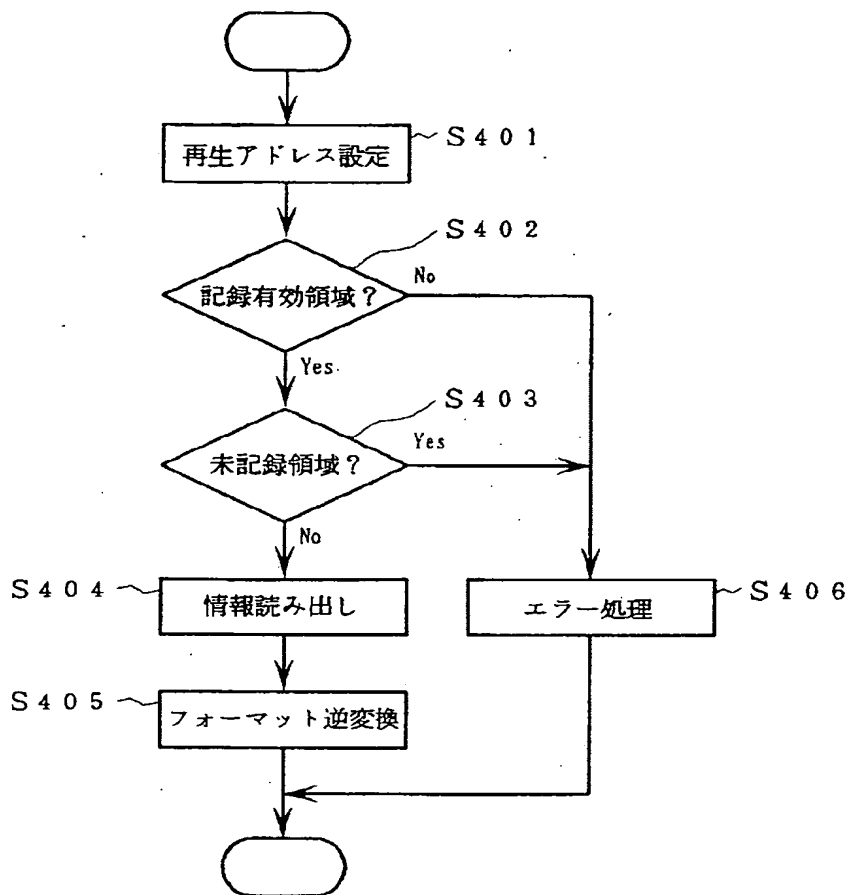 再生アドレス設定
S401
S402
記録有効領域?
No
Yes
S403
未記録領域?
Yes
No
S404
情報読み出し
エラー処理
S406
S405
フォーマット逆変換